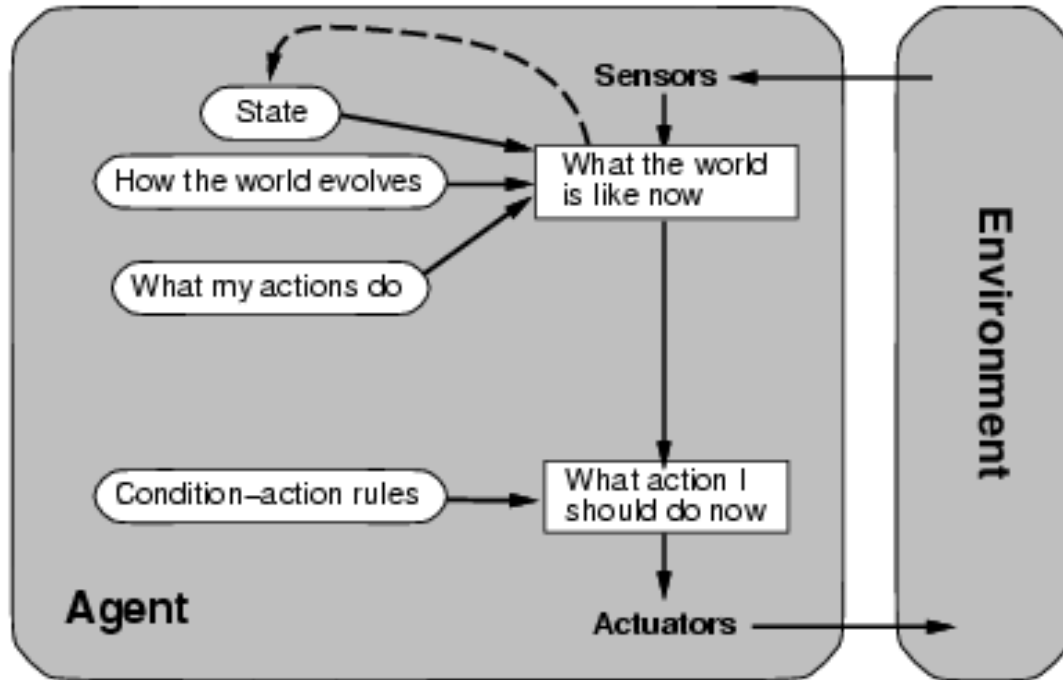 Sensors
State
What the world
is like now
How the world evolves
What my actions do
Environment
Condition–action rules
What action I
should do now
Agent
Actuators